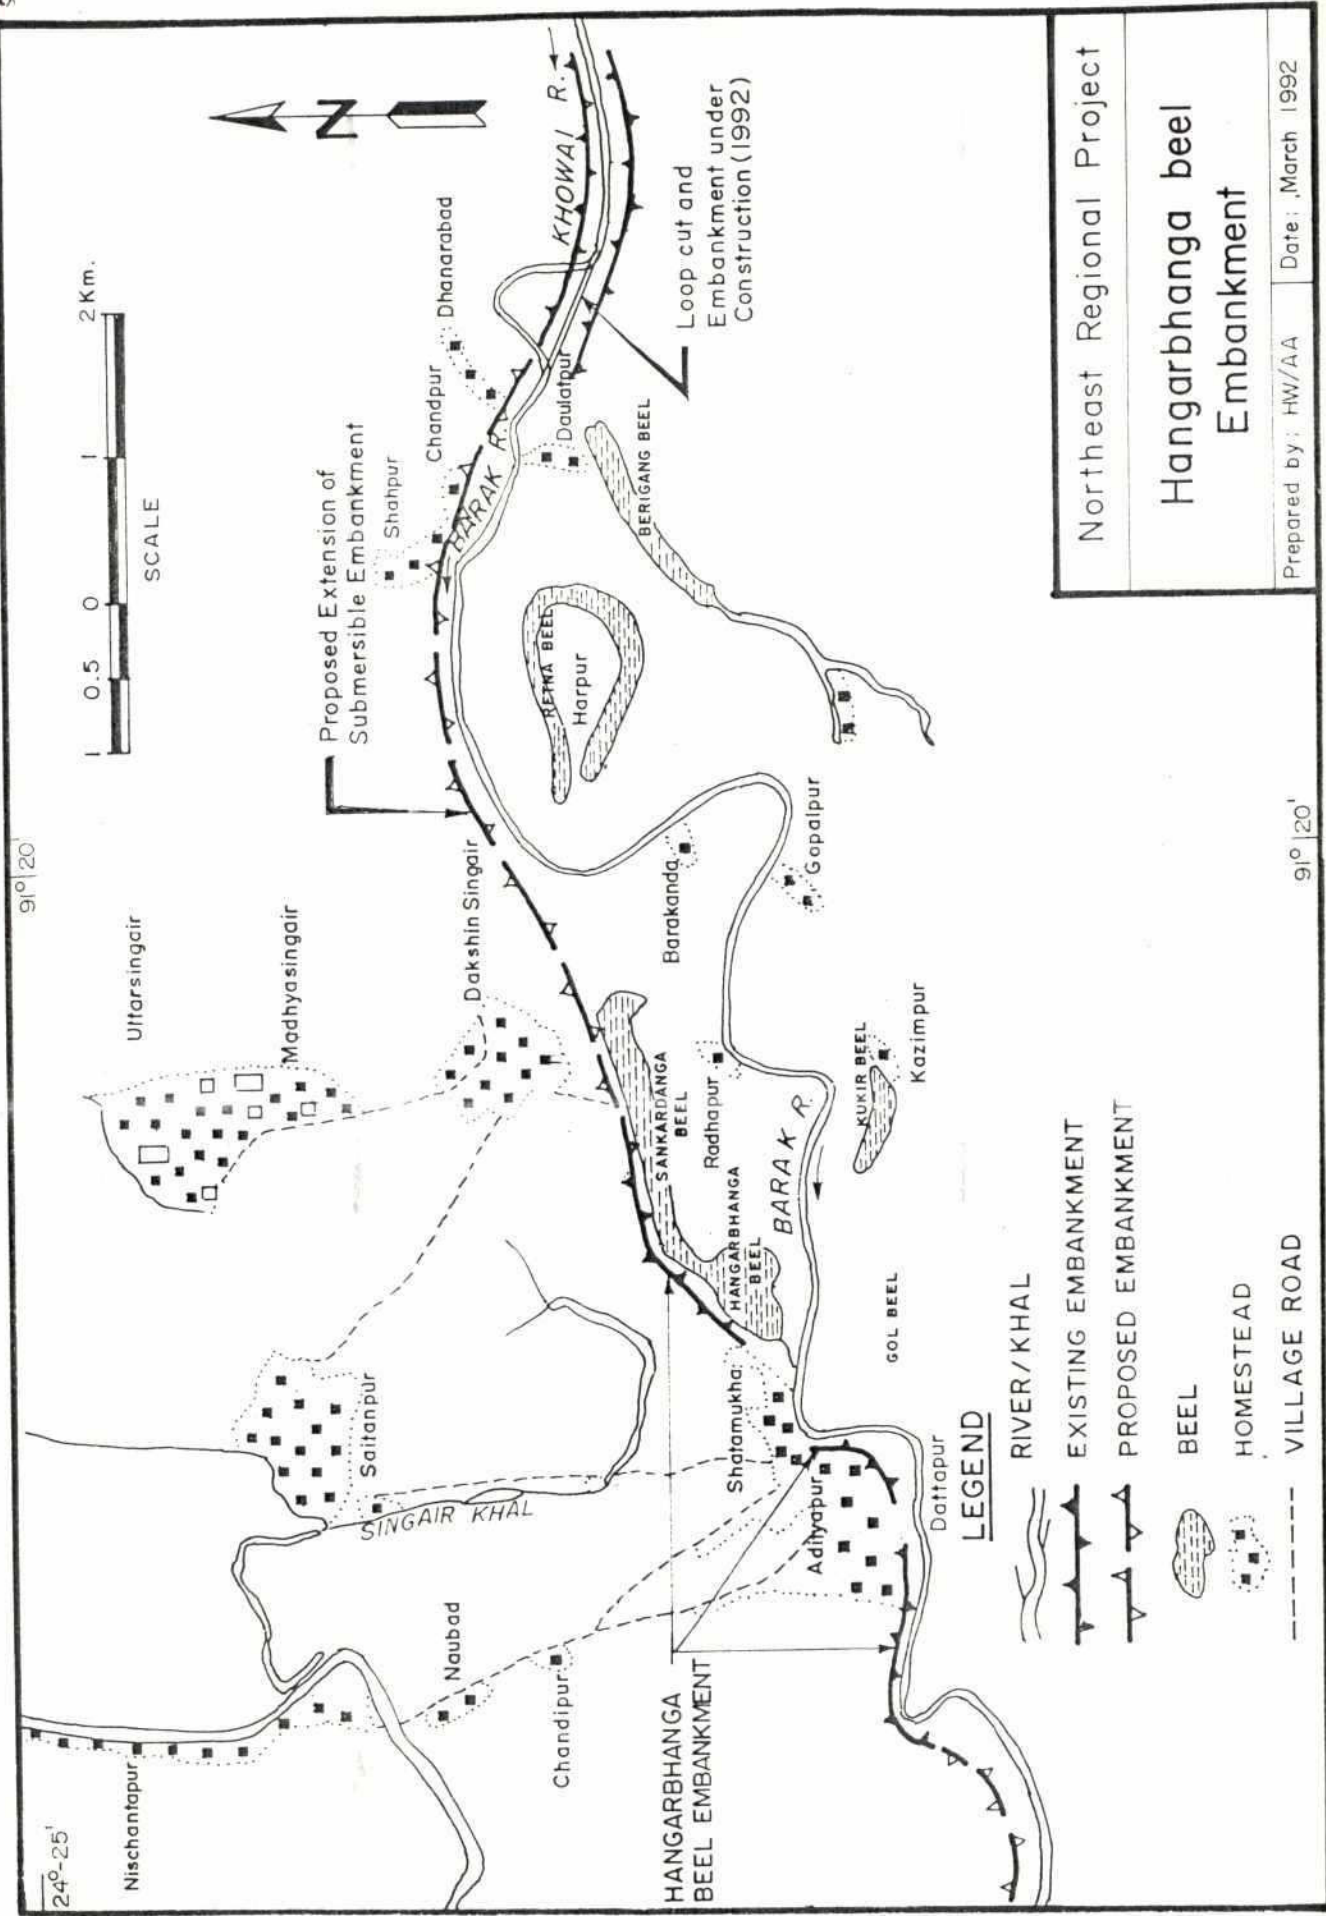 24°-25'
91° 20'
Nischantapur
Uttarsingair
Madhyasingair
1 0.5 0 1 2 Km.
SCALE
N
Saitanpur
SINGAIR KHAL
Naubad
Chandipur
Dakshin Singair
Proposed Extension of
Submersible Embankment
Shahpur
Chandpur
Dhanarabad
KHOWAI R.
BARAK R.
Daulatpur
RETNA BEEL
Harpur
BERIGANG BEEL
Loop cut and
Embankment under
Construction (1992)
SANKARDANGA
BEEL
Barakanda
Radhapur
HANGARBHANGA
BEEL
Shatamukha
Adityapur
HANGARBHANGA
BEEL EMBANKMENT
BARAK R.
Gopalpur
KUKIR BEEL
Kazimpur
GOL BEEL
Dattapur
LEGEND
RIVER/KHAL
EXISTING EMBANKMENT
PROPOSED EMBANKMENT
BEEL
HOMESTEAD
VILLAGE ROAD
91° 20'
Northeast Regional Project
Hangarbhanga beel
Embankment
Prepared by: HW/AA
Date: ,March 1992